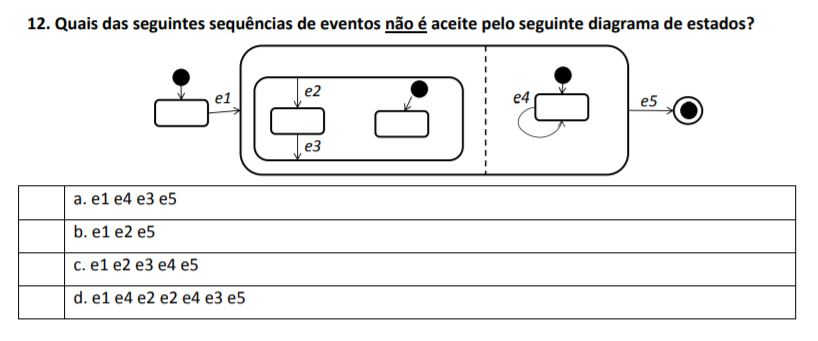 12. Quais das seguintes sequências de eventos não é aceite pelo seguinte diagrama de estados?
e1
e2
e3
e4
e5
a. e1 e4 e3 e5
b. e1 e2 e5
c. e1 e2 e3 e4 e5
d. e1 e4 e2 e2 e4 e3 e5